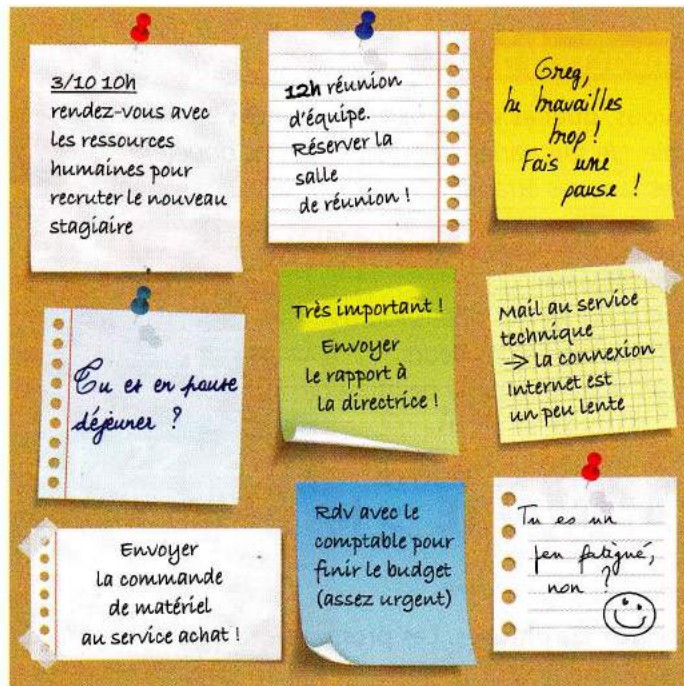 3/10 10h
rendez-vous avec
les ressources
humaines pour
recruter le nouveau
stagiaire
12h réunion
d'équipe.
Réserver la
salle
de réunion !
Greg,
tu travailles
trop !
Fais une
pause !
Tu es en pause
déjeuner ?
Très important !
Envoyer
le rapport à
la directrice !
Mail au service
technique
→ la connexion
Internet est
un peu lente
Envoyer
la commande
de matériel
au service achat !
Rdv avec le
comptable pour
finir le budget
(assez urgent)
Tu es un
peu fatigué,
non ?